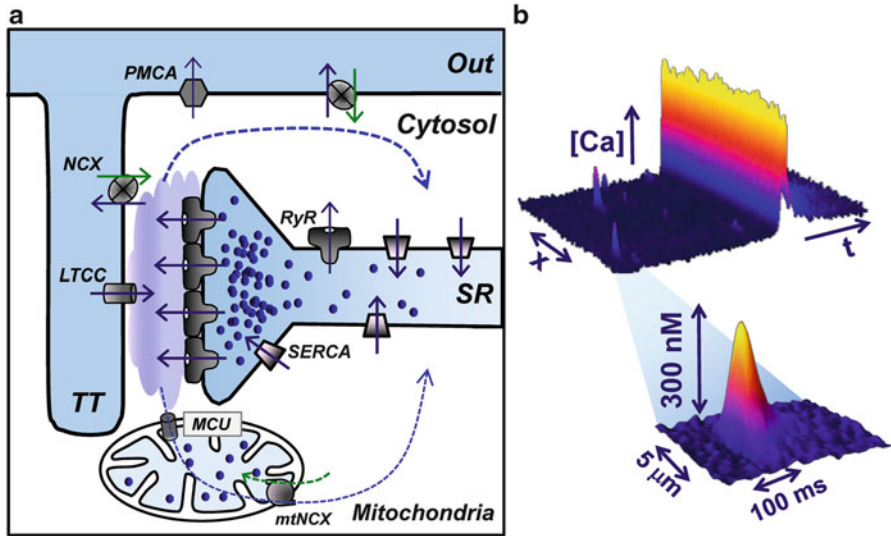 a
Out
PMCA
Cytosol
NCX
RyR
LTCC
SR
SERCA
TT
MCU
mtNCX
Mitochondria
b
[Ca]
x
t
300 nM
5 μm
100 ms